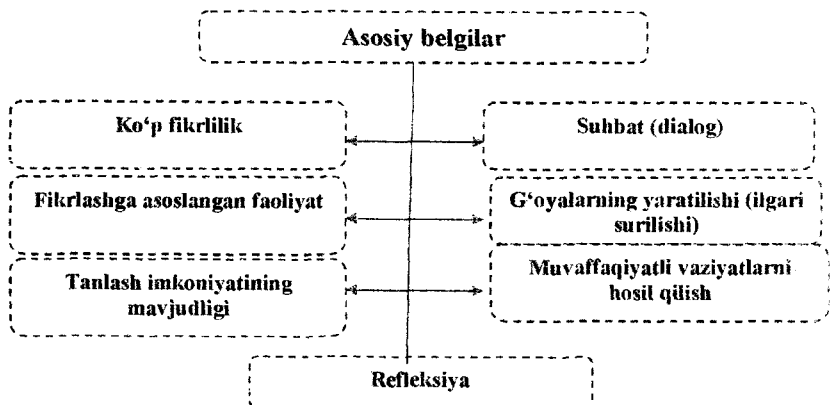 Asosiy belgilar
Ko‘p fikrlilik
Suhbat (dialog)
Fikrlashga asoslangan faoliyat
G‘oyalarning yaratilishi (ilgari
surilishi)
Tanlash imkoniyatining
mavjudligi
Muvaffaqiyatli vaziyatlarni
hosil qilish
Refleksiya